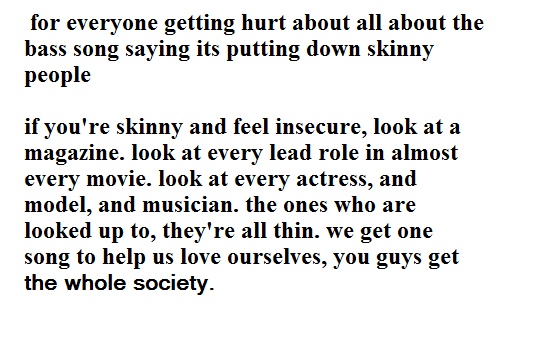 for everyone getting hurt about all about the
bass song saying its putting down skinny
people
if you're skinny and feel insecure, look at a
magazine. look at every lead role in almost
every movie. look at every actress, and
model, and musician. the ones who are
looked up to, they're all thin. we get one
song to help us love ourselves, you guys get
the whole society.